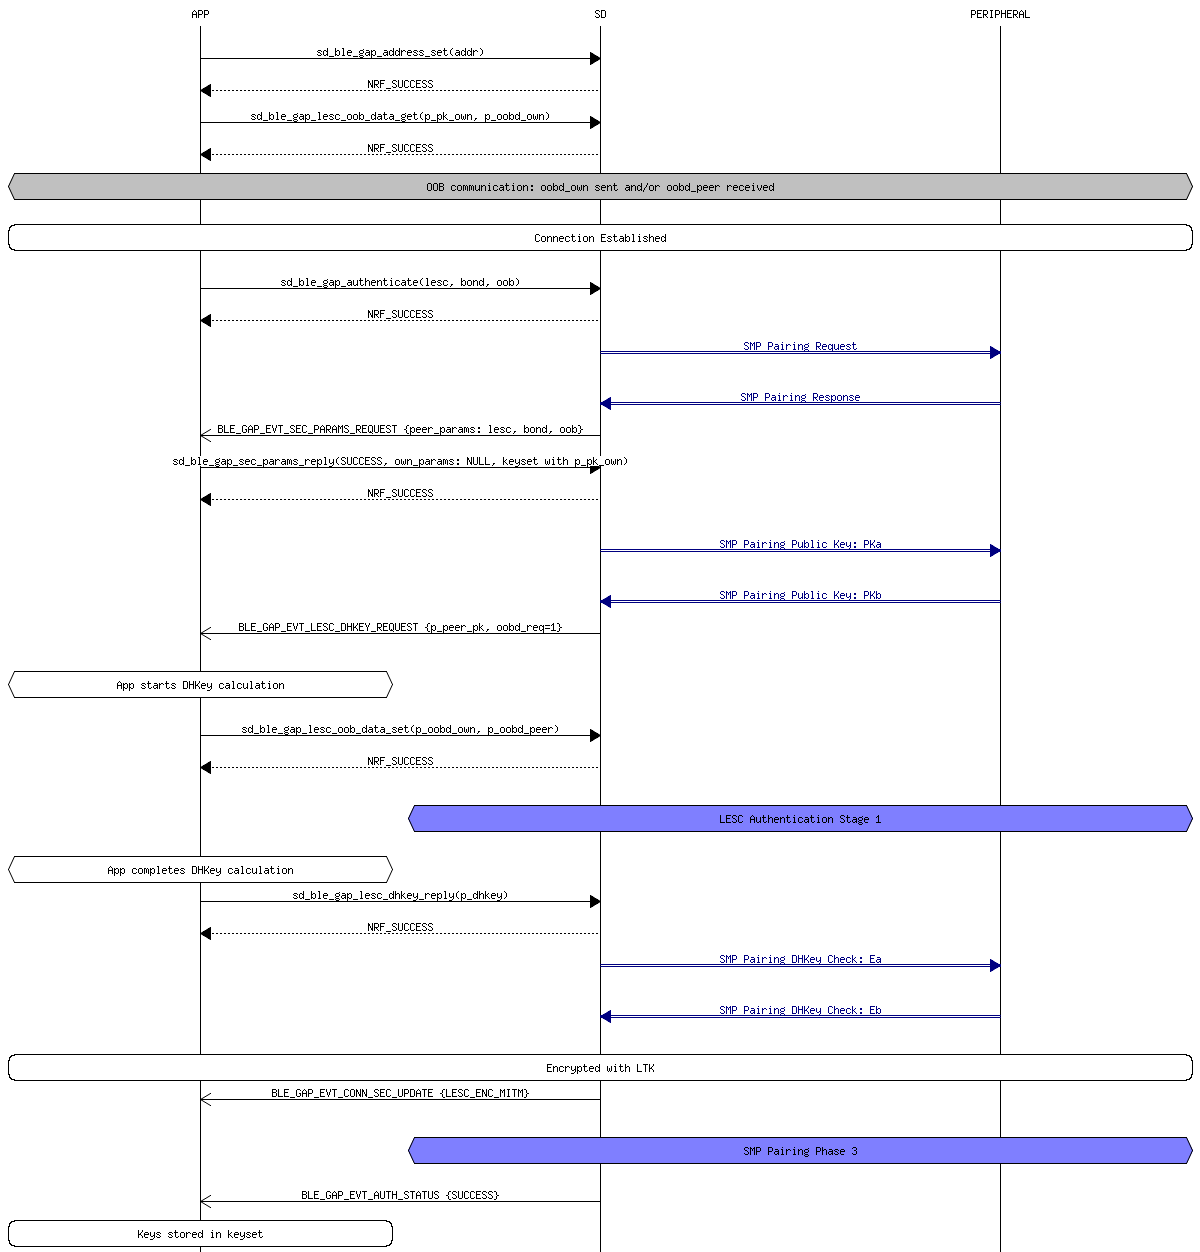 APP SD PERIPHERAL
sd_ble_gap_address_set(addr)
NRF_SUCCESS
sd_ble_gap_lesc_oob_data_get(p_pk_own, p_oobd_own)
NRF_SUCCESS
OOB communication: oobd_own sent and/or oobd_peer received
Connection Established
sd_ble_gap_authenticate(lesc, bond, oob)
NRF_SUCCESS
SMP Pairing Request
SMP Pairing Response
BLE_GAP_EVT_SEC_PARAMS_REQUEST {peer_params: lesc, bond, oob}
sd_ble_gap_sec_params_reply(SUCCESS, own_params: NULL, keyset with p_pk_own)
NRF_SUCCESS
SMP Pairing Public Key: PKa
SMP Pairing Public Key: PKb
BLE_GAP_EVT_LESC_DHKEY_REQUEST {p_peer_pk, oobd_req=1}
App starts DHKey calculation
sd_ble_gap_lesc_oob_data_set(p_oobd_own, p_oobd_peer)
NRF_SUCCESS
LESC Authentication Stage 1
App completes DHKey calculation
sd_ble_gap_lesc_dhkey_reply(p_dhkey)
NRF_SUCCESS
SMP Pairing DHKey Check: Ea
SMP Pairing DHKey Check: Eb
Encrypted with LTK
BLE_GAP_EVT_CONN_SEC_UPDATE {LESC_ENC_MITM}
SMP Pairing Phase 3
BLE_GAP_EVT_AUTH_STATUS {SUCCESS}
Keys stored in keyset